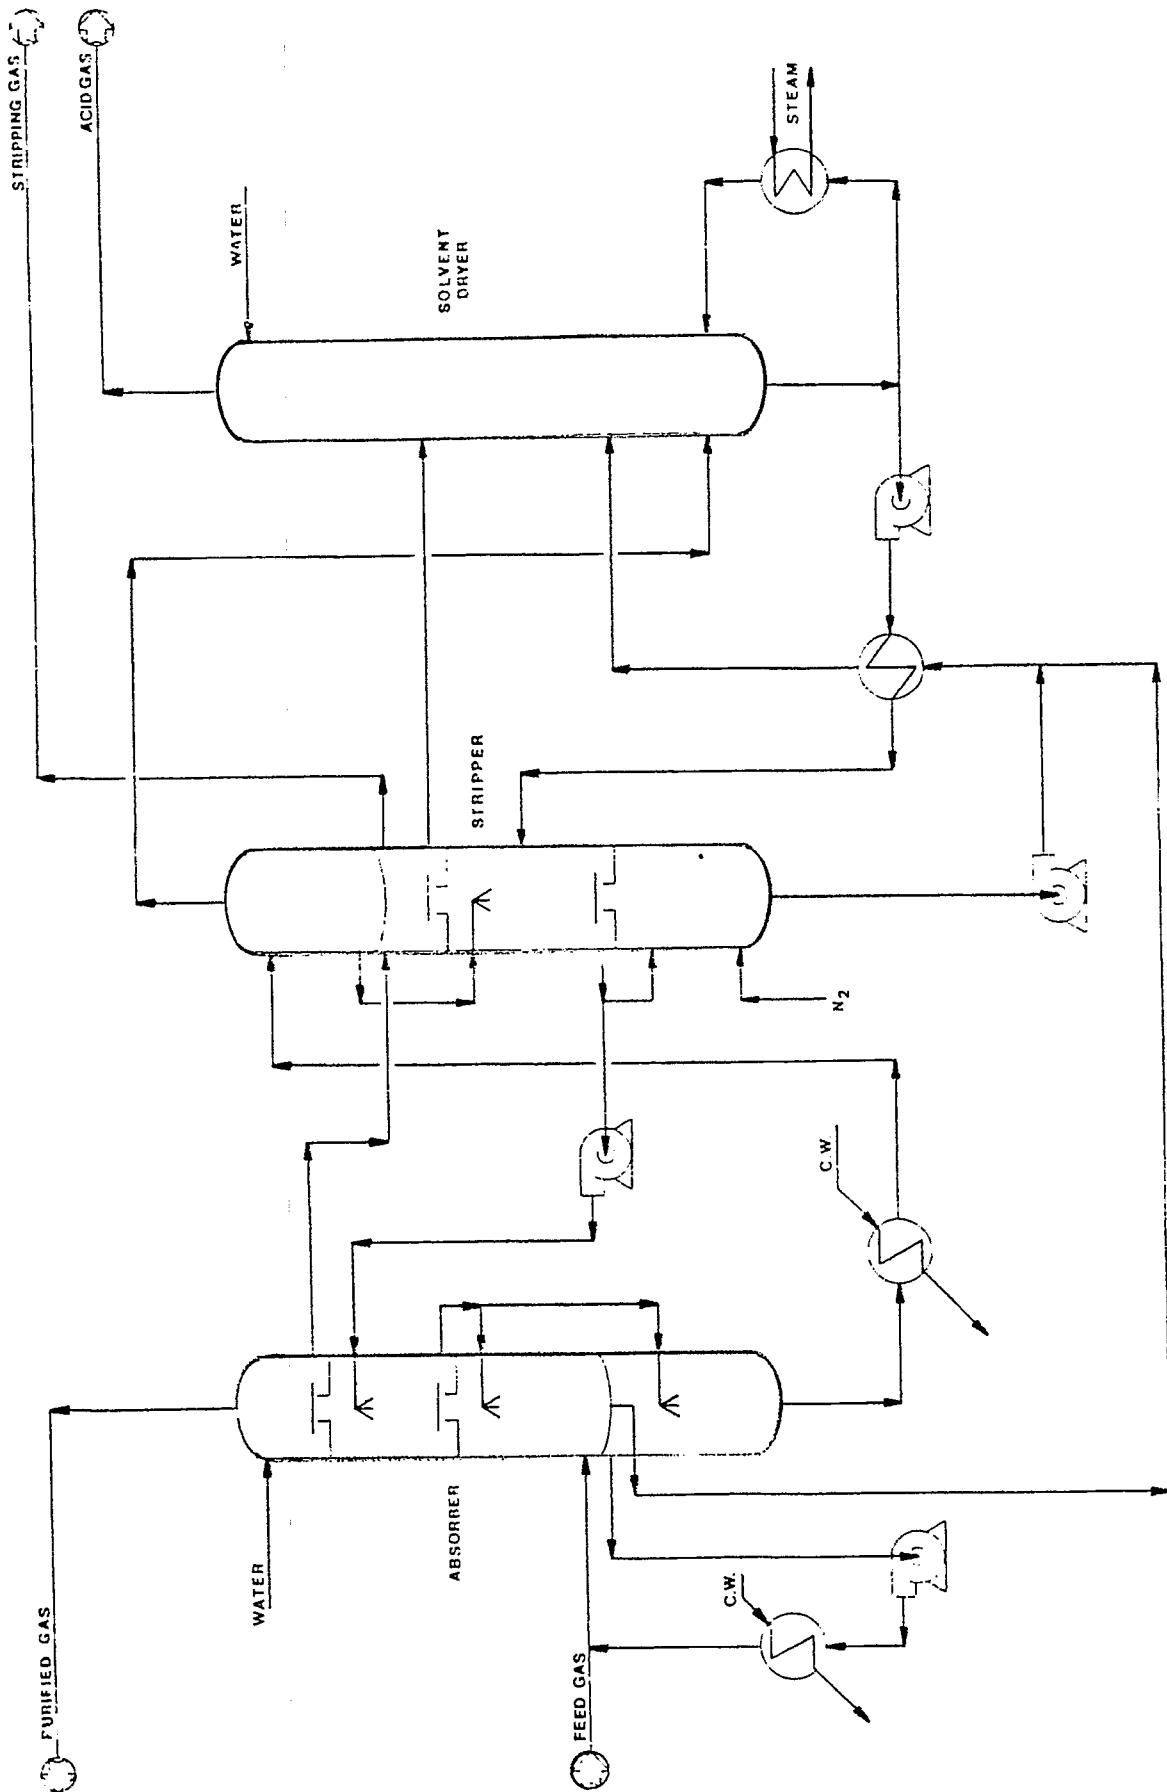 STRIPPING GAS
ACID GAS
WATER
STEAM
SOLVENT
DRYER
STRIPPER
N2
C.W.
PURIFIED GAS
WATER
ABSORBER
C.W.
FEED GAS